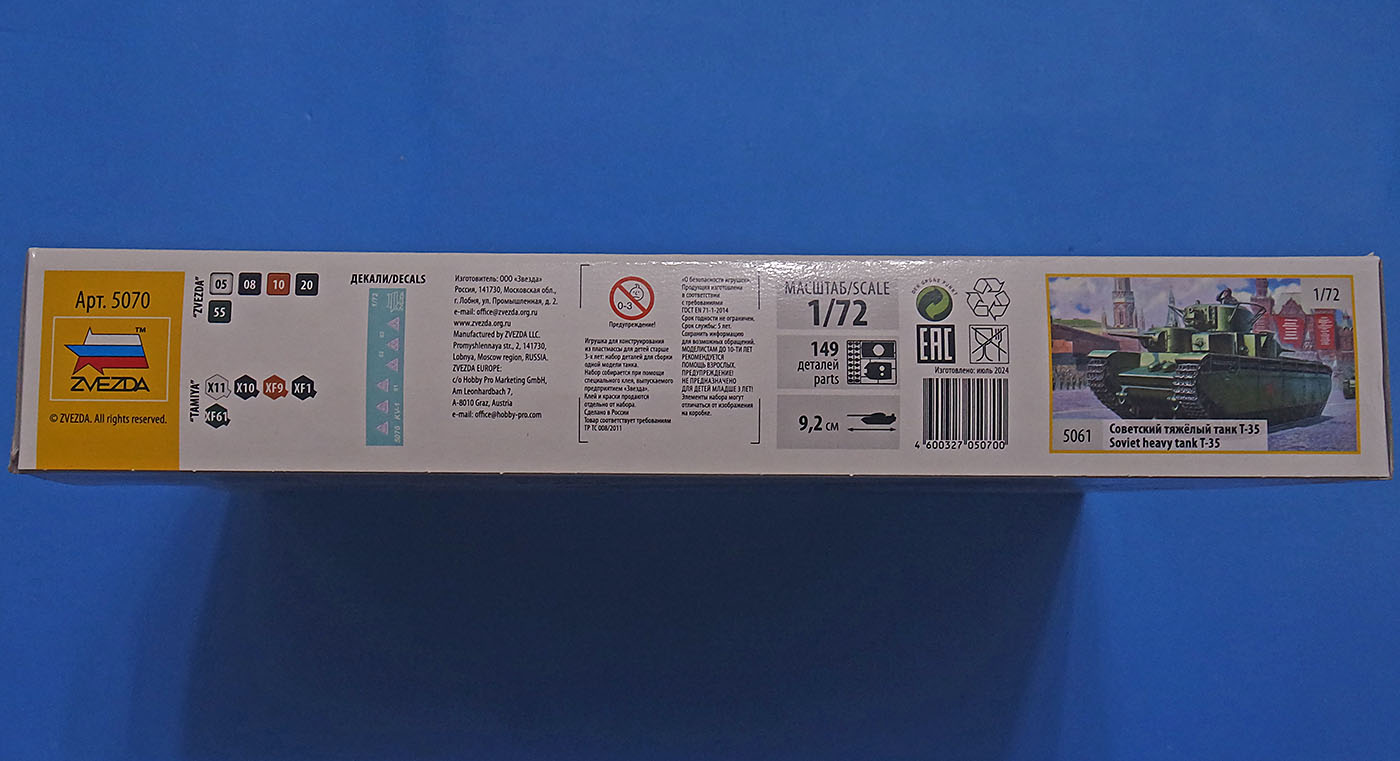 Арт. 5070
ZVEZDA
TM
© ZVEZDA. All rights reserved.
"ZVEZDA"
05 08 10 20
55
"TAMIYA"
X11 X10 XF9 XF1
XF61
ДЕКАЛИ/DECALS
1/72
5070 KV-1
Изготовитель: ООО «Звезда»
Россия, 141730, Московская обл.,
г. Лобня, ул. Промышленная, д. 2.
e-mail: office@zvezda.org.ru
www.zvezda.org.ru
Manufactured by ZVEZDA LLC.
Promyshlennaya str., 2, 141730,
Lobnya, Moscow region, RUSSIA.
ZVEZDA EUROPE:
c/o Hobby Pro Marketing GmbH,
Am Leonhardbach 7,
A-8010 Graz, Austria
e-mail: office@hobby-pro.com
0-3
Предупреждение!
Игрушка для конструирования
из пластмассы для детей старше
3-х лет: набор деталей для сборки
одной модели танка.
Набор собирается при помощи
специального клея, выпускаемого
предприятием «Звезда».
Клей и краски продаются
отдельно от набора.
Сделано в России
Товар соответствует требованиям
ТР ТС 008/2011
«О безопасности игрушек»
Продукция изготовлена
в соответствии
с требованиями
ГОСТ EN 71-1-2014
Срок годности не ограничен.
Срок службы: 5 лет.
Сохранить информацию
для возможных обращений.
МОДЕЛИСТАМ ДО 10-ТИ ЛЕТ
РЕКОМЕНДУЕТСЯ
ПОМОЩЬ ВЗРОСЛЫХ.
ПРЕДУПРЕЖДЕНИЕ!
НЕ ПРЕДНАЗНАЧЕНО
ДЛЯ ДЕТЕЙ МЛАДШЕ 3 ЛЕТ!
Элементы набора могут
отличаться от изображения
на коробке.
МАСШТАБ/SCALE
1/72
149
деталей
parts
9,2 см
DER GRÜNE PUNKT
EAC
Изготовлено: июль 2024
4 600327 050700
1/72
5061
Советский тяжёлый танк Т-35
Soviet heavy tank T-35